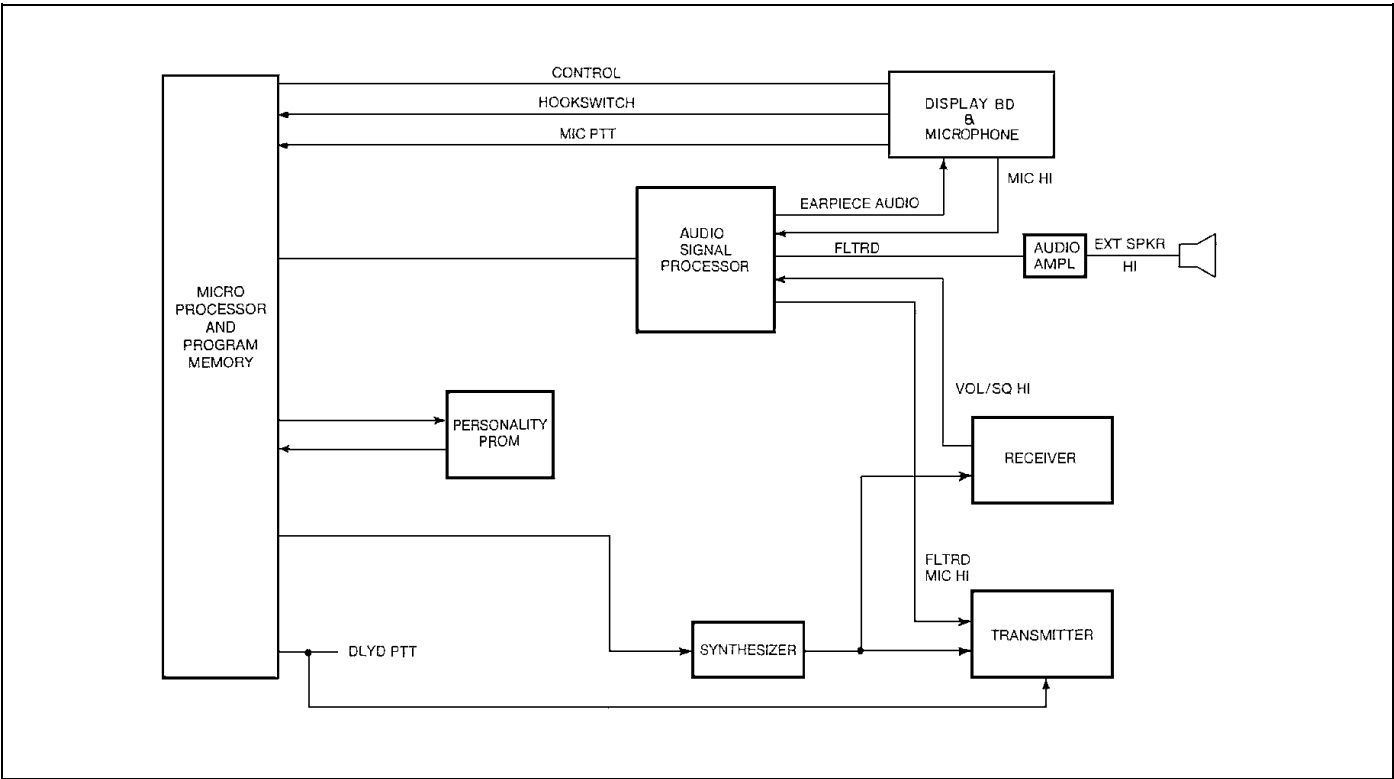 CONTROL
HOOKSWITCH
MIC PTT
DISPLAY BD
&
MICROPHONE
MIC HI
EARPIECE AUDIO
AUDIO
SIGNAL
PROCESSOR
FLTRD
AUDIO
AMPL
EXT SPKR
HI
MICRO
PROCESSOR
AND
PROGRAM
MEMORY
VOL/SQ HI
PERSONALITY
PROM
RECEIVER
FLTRD
MIC HI
DLYD PTT
SYNTHESIZER
TRANSMITTER